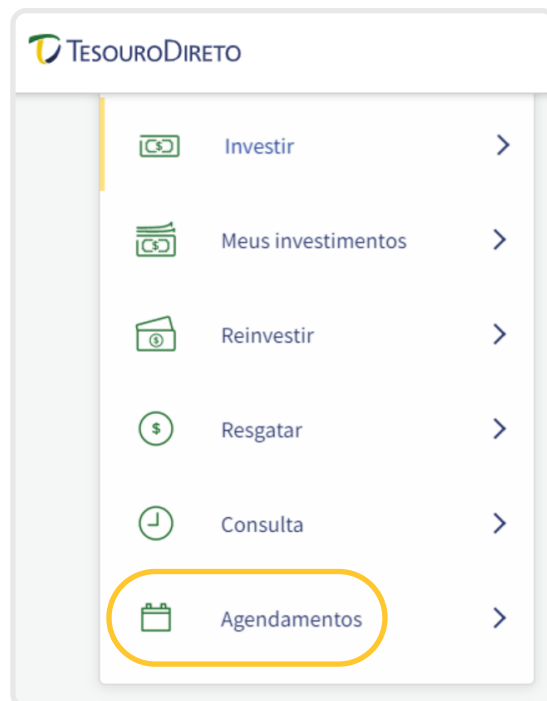 TesouroDireto
Investir
Meus investimentos
Reinvestir
Resgatar
Consulta
Agendamentos